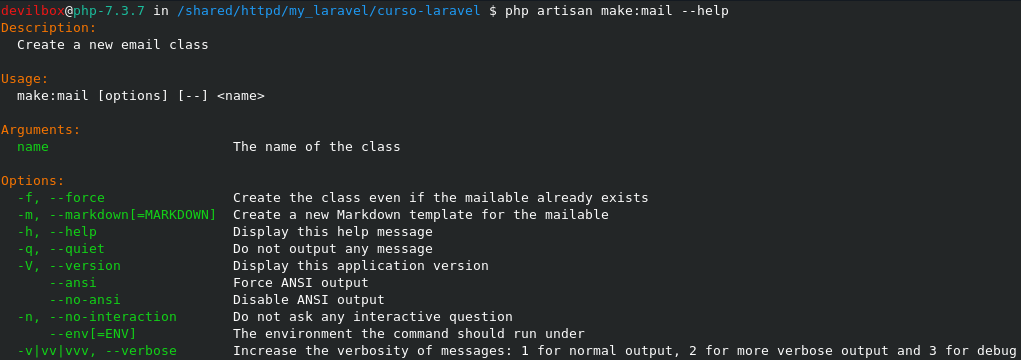 devilbox@php-7.3.7 in /shared/httpd/my_laravel/curso-laravel $ php artisan make:mail --help
Description:
  Create a new email class

Usage:
  make:mail [options] [--] <name>

Arguments:
  name                       The name of the class

Options:
  -f, --force                Create the class even if the mailable already exists
  -m, --markdown[=MARKDOWN]  Create a new Markdown template for the mailable
  -h, --help                 Display this help message
  -q, --quiet                Do not output any message
  -V, --version              Display this application version
      --ansi                 Force ANSI output
      --no-ansi              Disable ANSI output
  -n, --no-interaction       Do not ask any interactive question
      --env[=ENV]            The environment the command should run under
  -v|vv|vvv, --verbose       Increase the verbosity of messages: 1 for normal output, 2 for more verbose output and 3 for debug